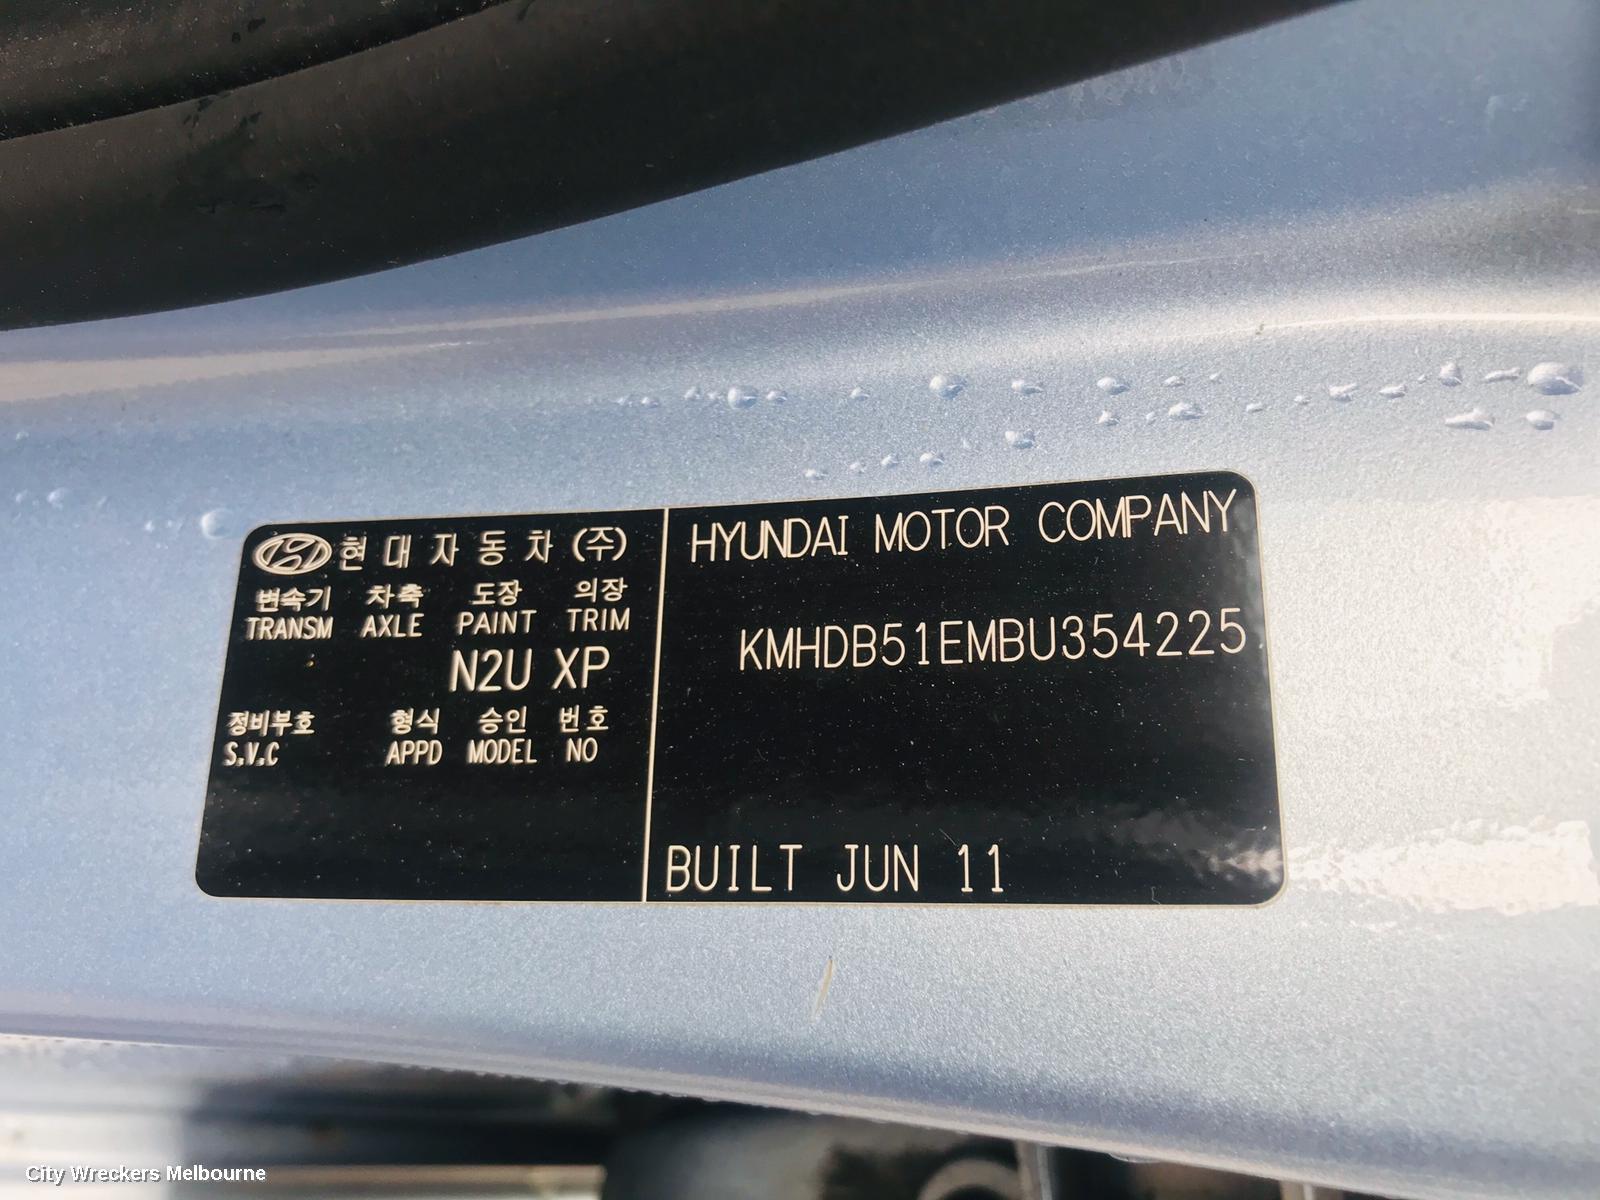 현대자동차(주)
변속기 차축 도장 의장
TRANSM AXLE PAINT TRIM
N2U XP
정비부호 형식 승인 번호
S.V.C APPD MODEL NO
HYUNDAI MOTOR COMPANY
KMHDB51EMBU354225
BUILT JUN 11
City Wreckers Melbourne